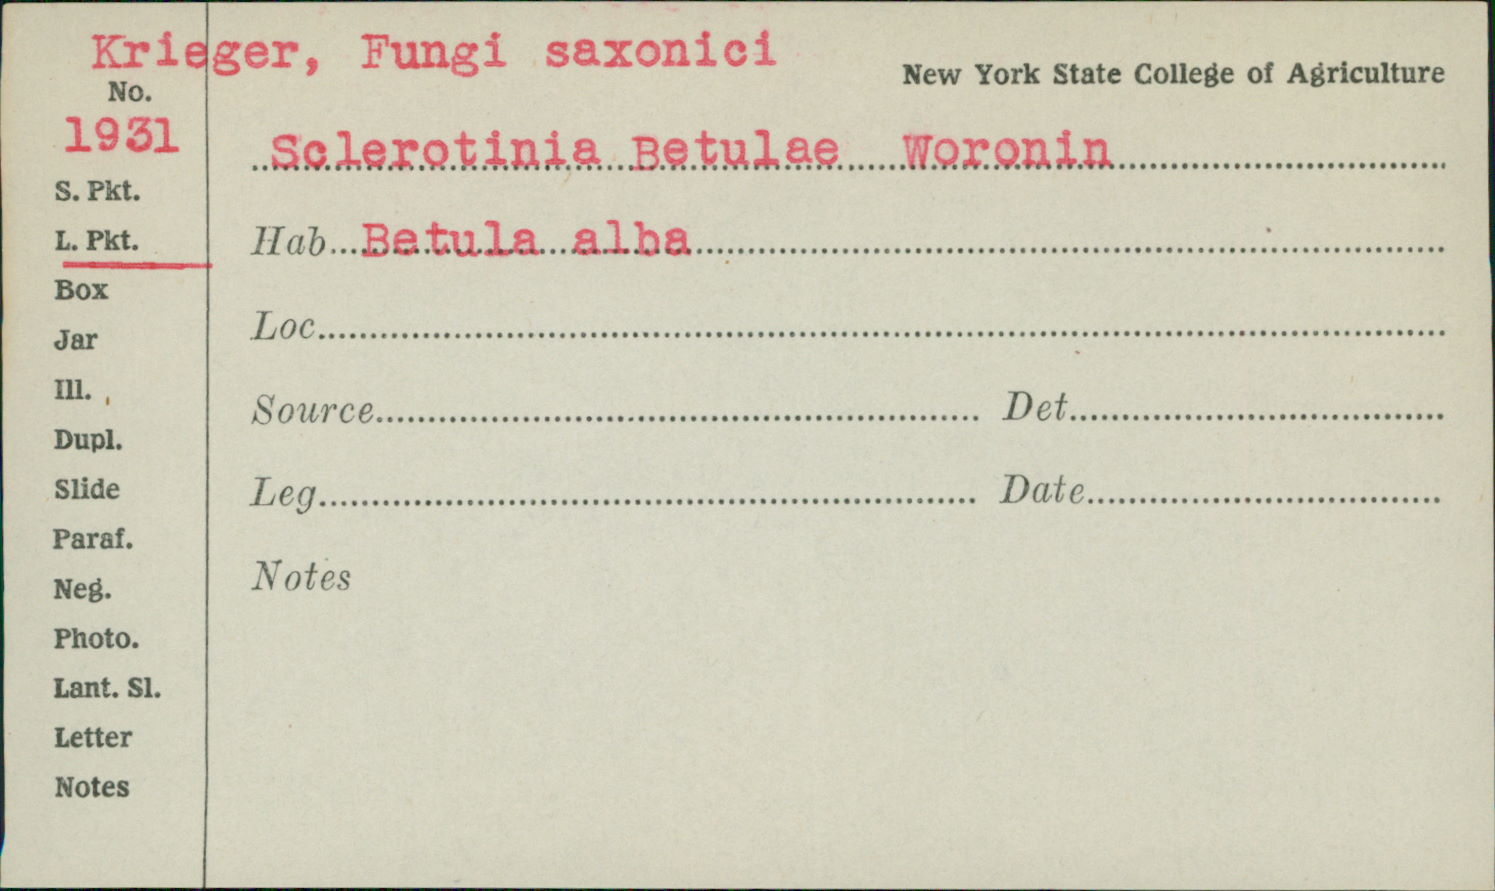 Krieger, Fungi saxonici
New York State College of Agriculture
No.
1931
Sclerotinia Betulae Woronin
S. Pkt.
L. Pkt.
Hab. Betula alba
Box
Loc.
Jar
Ill.
Source Det.
Dupl.
Slide
Leg. Date
Paraf.
Notes
Neg.
Photo.
Lant. Sl.
Letter
Notes